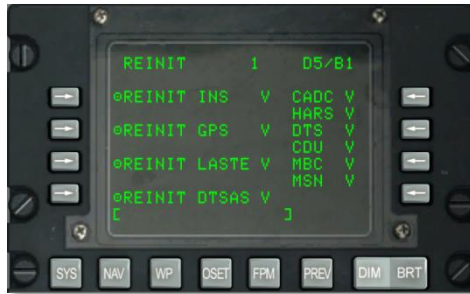 REINIT 1 D5/B1
⊙REINIT INS V CADC V
HARS V
⊙REINIT GPS V DTS V
CDU V
⊙REINIT LASTE V MBC V
MSN V
⊙REINIT DTSAS V
[ ]
SYS NAV WP OSET FPM PREV DIM BRT